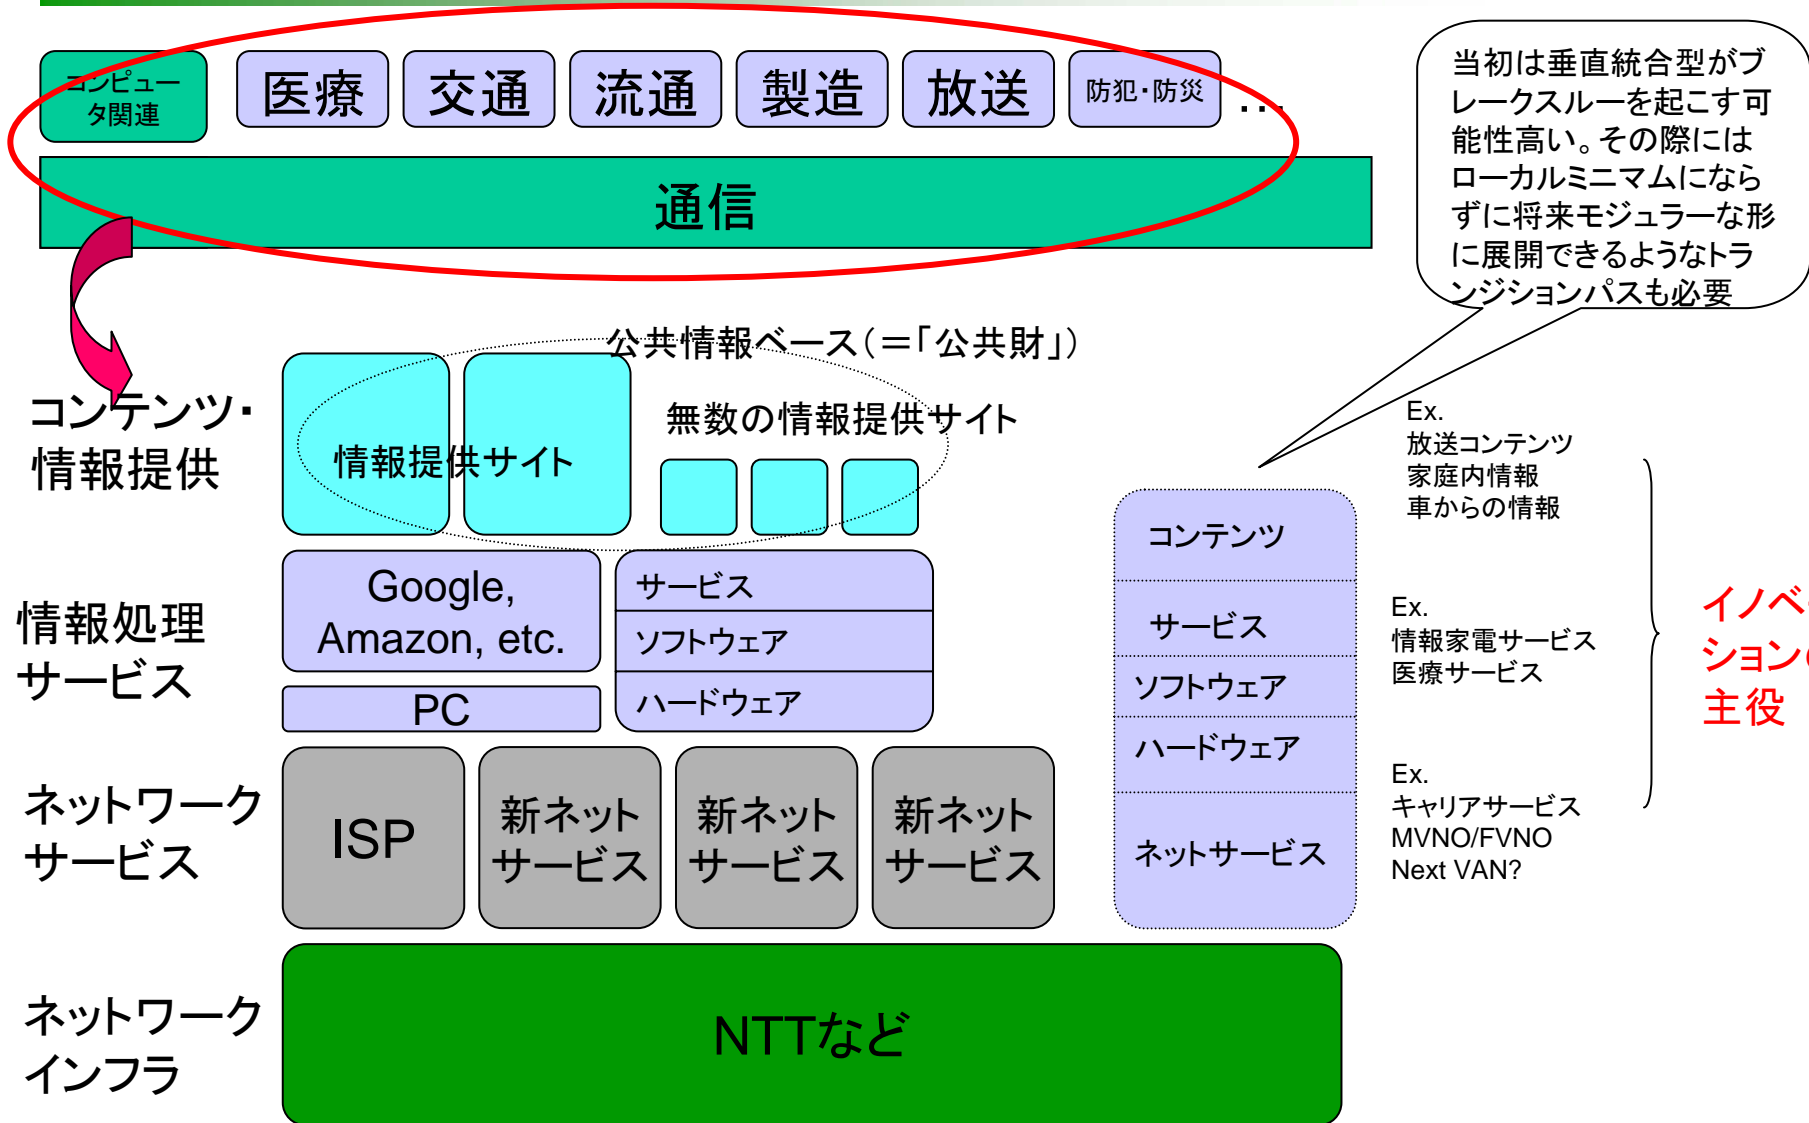 コンピュー
タ関連
医療
交通
流通
製造
放送
防犯・防災
...
通信
当初は垂直統合型がブ
レークスルーを起こす可
能性高い。その際には
ローカルミニマムになら
ずに将来モジュラーな形
に展開できるようなトラ
ンジションパスも必要
公共情報ベース(=「公共財」)
コンテンツ・
情報提供
情報提供サイト
無数の情報提供サイト
Ex.
放送コンテンツ
家庭内情報
車からの情報
情報処理
サービス
Google,
Amazon, etc.
PC
サービス
ソフトウェア
ハードウェア
コンテンツ
サービス
ソフトウェア
ハードウェア
ネットサービス
Ex.
情報家電サービス
医療サービス
イノベ
ション
主役
ネットワーク
サービス
ISP
新ネット
サービス
新ネット
サービス
新ネット
サービス
Ex.
キャリアサービス
MVNO/FVNO
Next VAN?
ネットワーク
インフラ
NTTなど